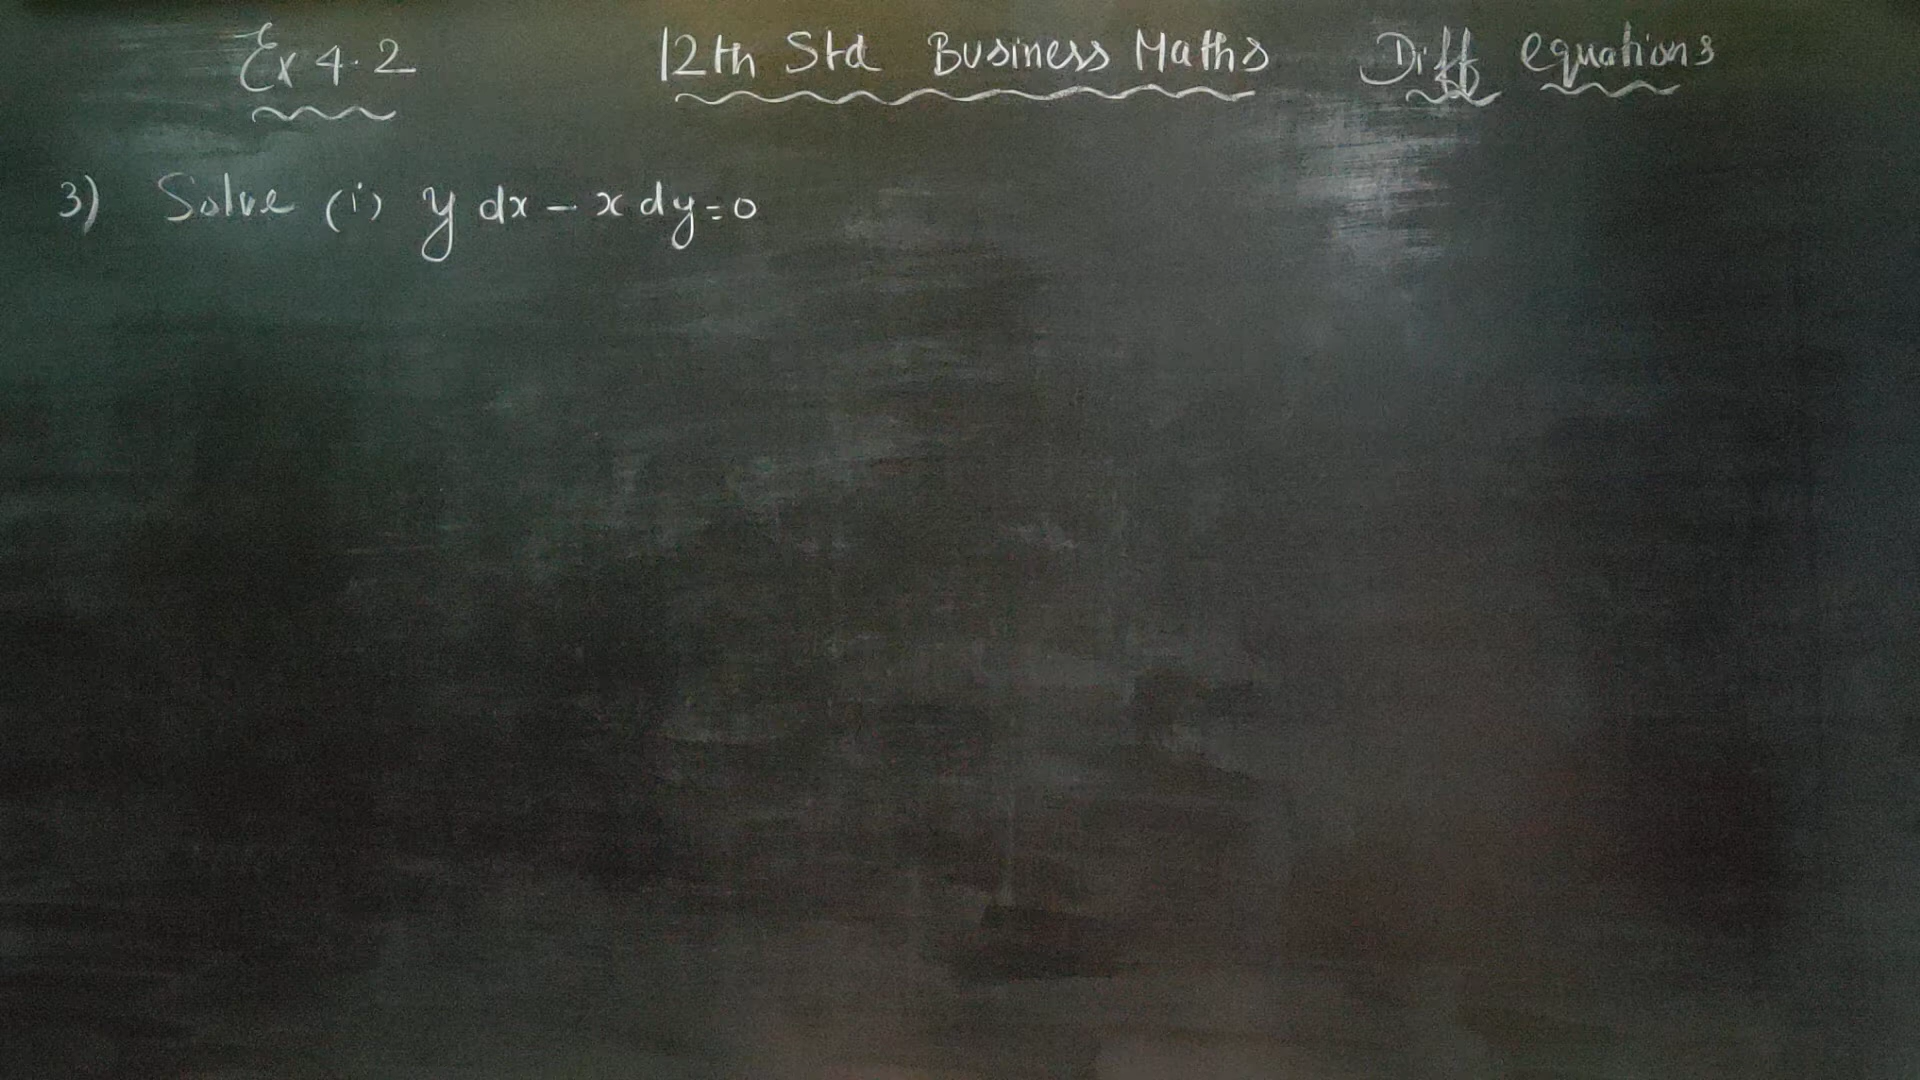 Ex 4.2 12th Std Business Maths Diff equations
3) Solve (i) y dx - x dy = 0